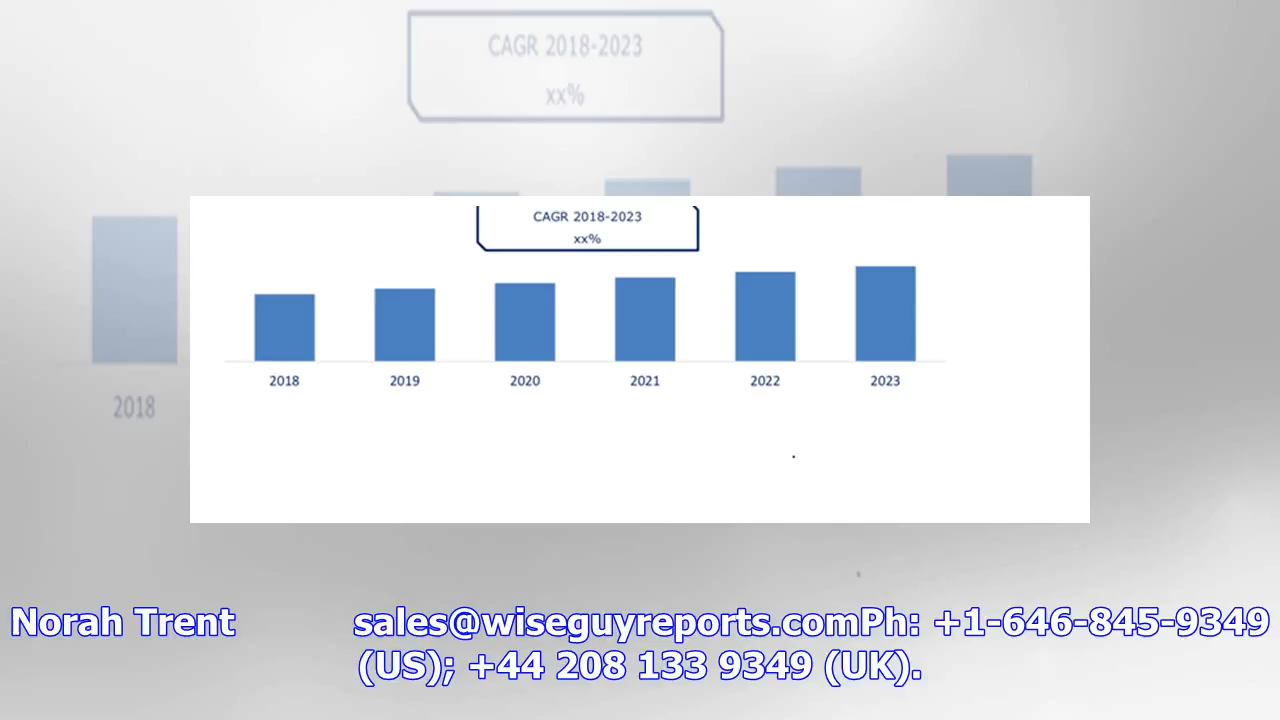 CAGR 2018-2023
xx%
CAGR 2018-2023
xx%
2018 2019 2020 2021 2022 2023
2018
Norah Trent sales@wiseguyreports.comPh: +1-646-845-9349
(US); +44 208 133 9349 (UK).